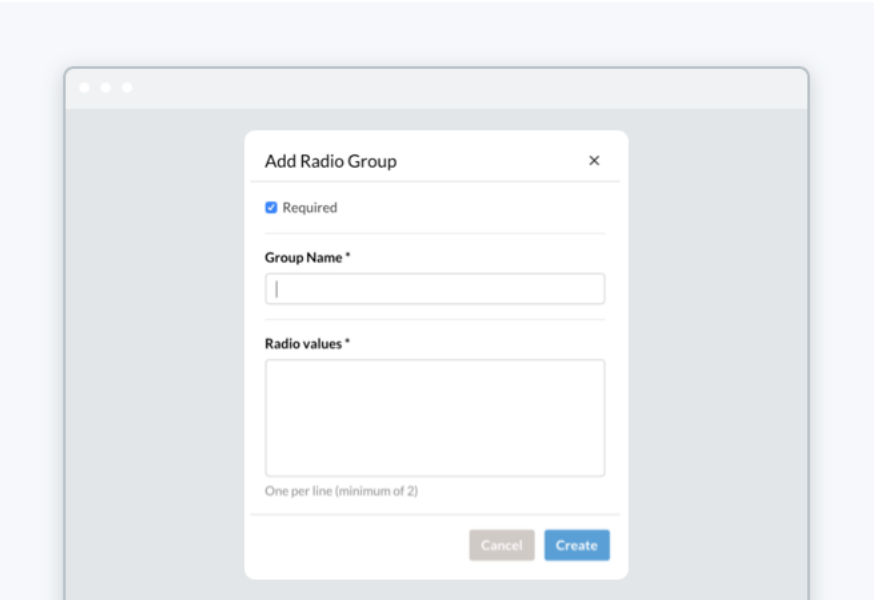 Add Radio Group
Required
Group Name *
Radio values *
One per line (minimum of 2)
Cancel Create